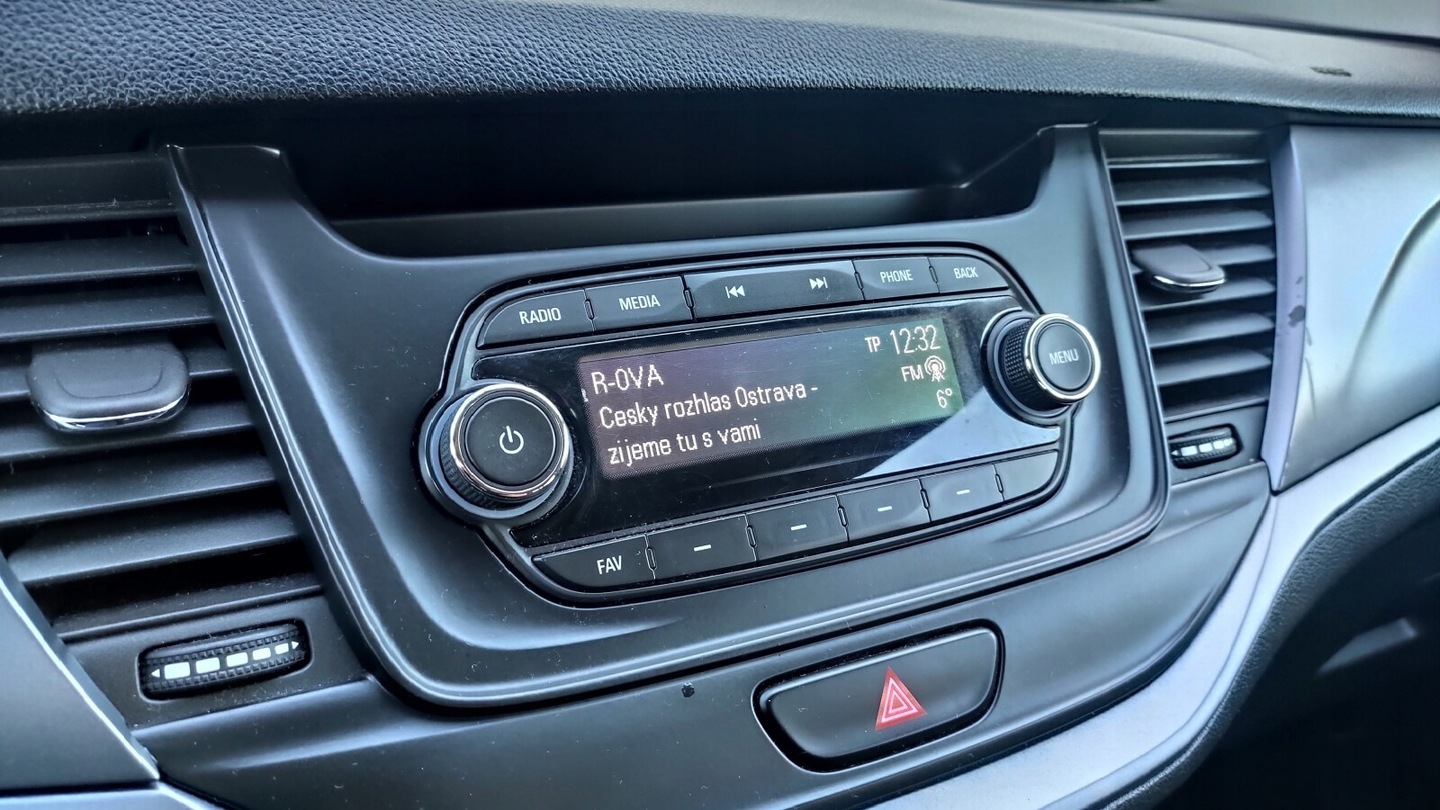 RADIO
MEDIA
PHONE
BACK
R-OVA
TP 12:32
Cesky rozhlas Ostrava -
FM
zijeme tu s vami
6°
MENU
FAV